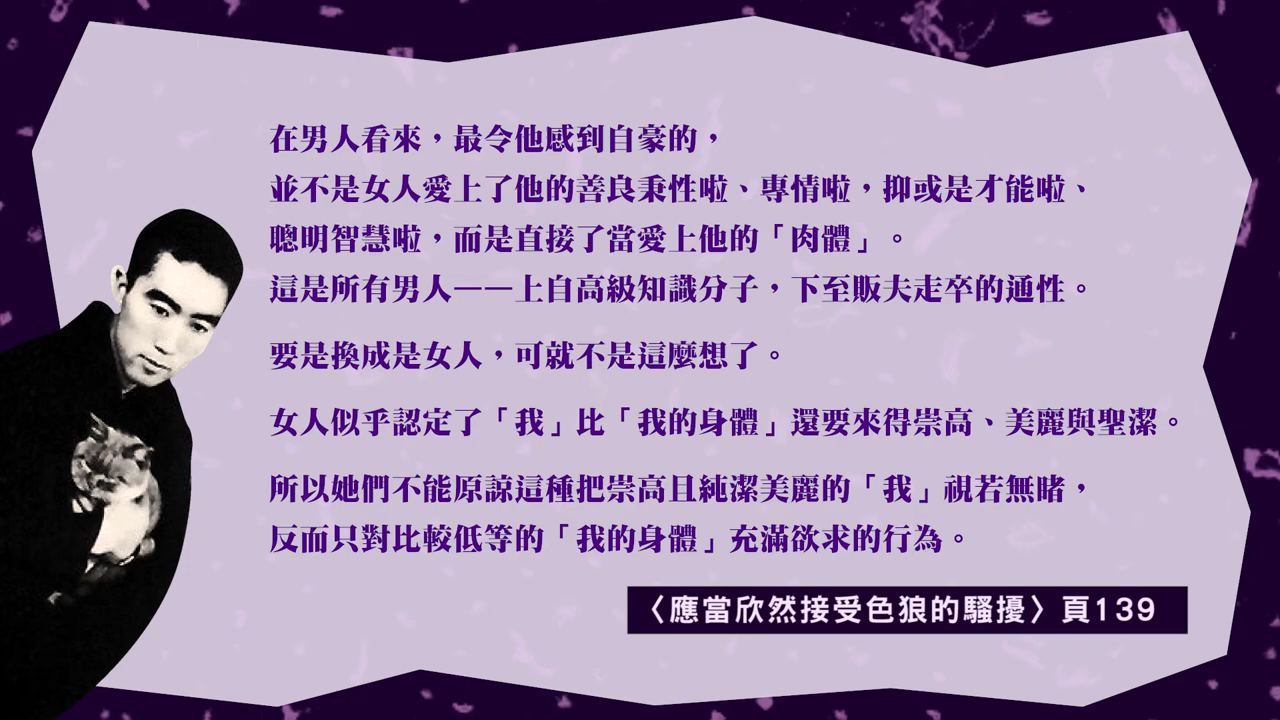 在男人看來，最令他感到自豪的，
並不是女人愛上了他的善良秉性啦、專情啦，抑或是才能啦、
聰明智慧啦，而是直接了當愛上他的「肉體」。
這是所有男人——上自高級知識分子，下至販夫走卒的通性。
要是換成是女人，可就不是這麼想了。
女人似乎認定了「我」比「我的身體」還要來得崇高、美麗與聖潔。
所以她們不能原諒這種把崇高且純潔美麗的「我」視若無睹，
反而只對比較低等的「我的身體」充滿欲求的行為。
〈應當欣然接受色狼的騷擾〉頁139